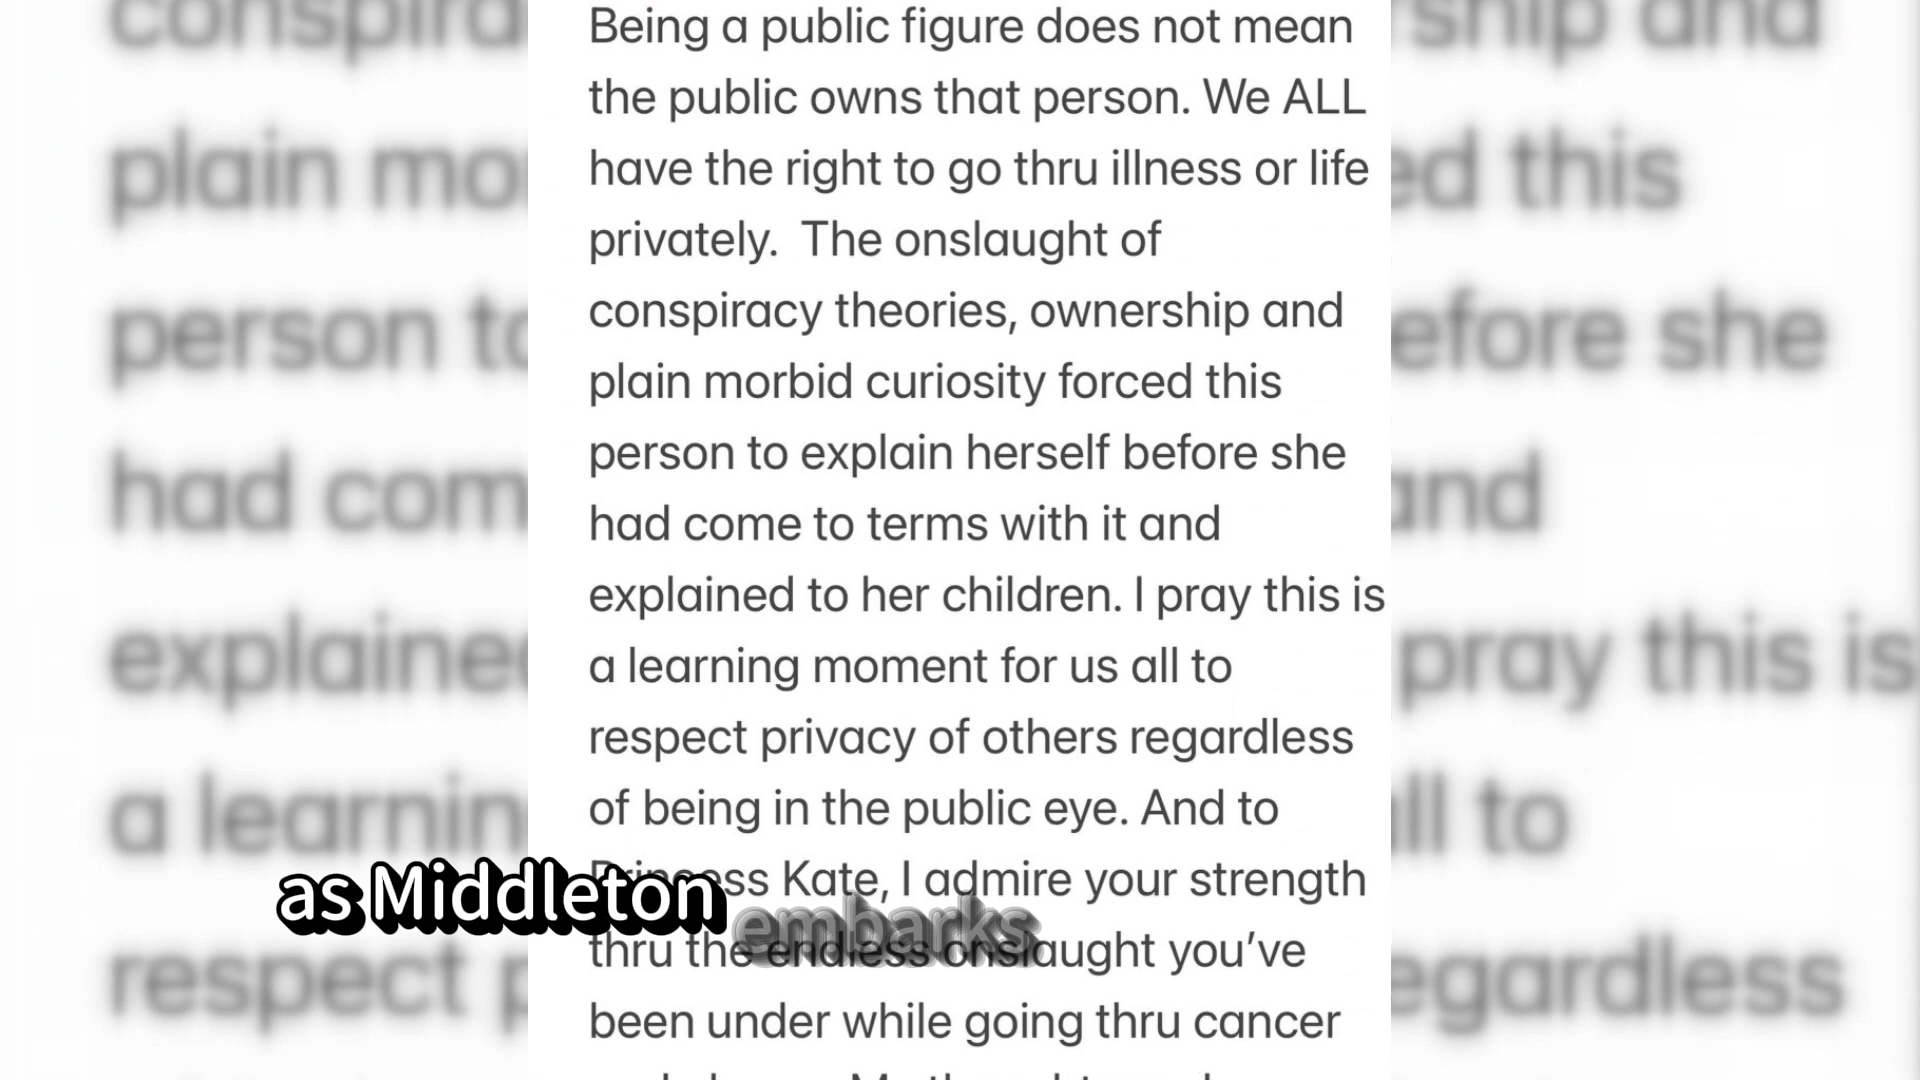 Being a public figure does not mean
the public owns that person. We ALL
have the right to go thru illness or life
privately. The onslaught of
conspiracy theories, ownership and
plain morbid curiosity forced this
person to explain herself before she
had come to terms with it and
explained to her children. I pray this is
a learning moment for us all to
respect privacy of others regardless
of being in the public eye. And to
Princess Kate, I admire your strength
as Middleton embarks
thru the endless onslaught you've
been under while going thru cancer